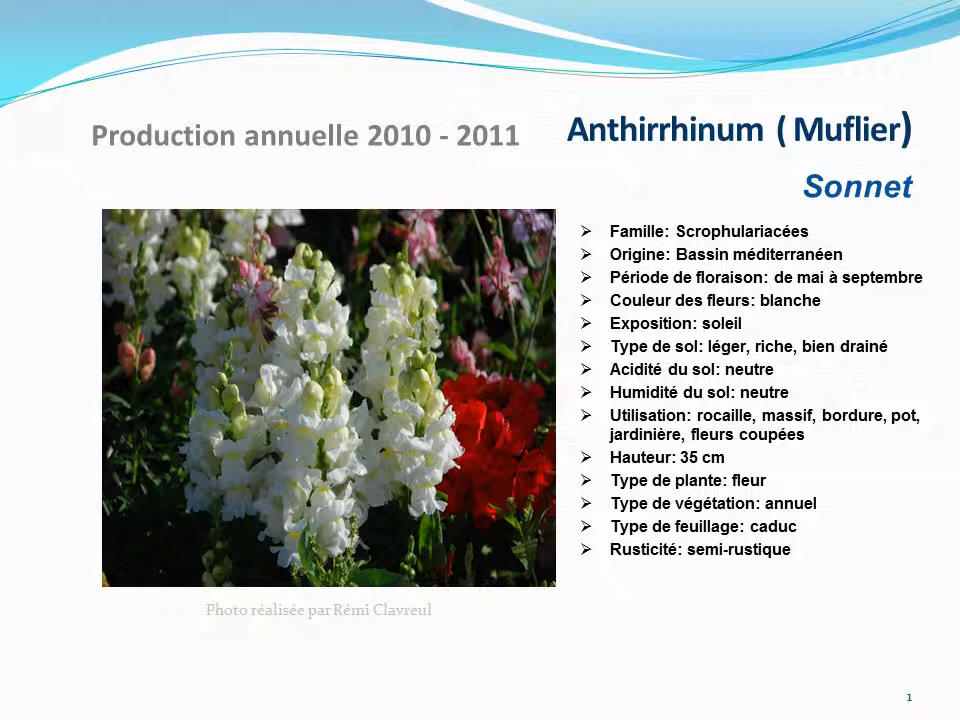 Production annuelle 2010 - 2011
Anthirrhinum ( Muflier)
Sonnet
Famille: Scrophulariacées
Origine: Bassin méditerranéen
Période de floraison: de mai à septembre
Couleur des fleurs: blanche
Exposition: soleil
Type de sol: léger, riche, bien drainé
Acidité du sol: neutre
Humidité du sol: neutre
Utilisation: rocaille, massif, bordure, pot,
jardinière, fleurs coupées
Hauteur: 35 cm
Type de plante: fleur
Type de végétation: annuel
Type de feuillage: caduc
Rusticité: semi-rustique
Photo réalisée par Rémi Clavreul
1